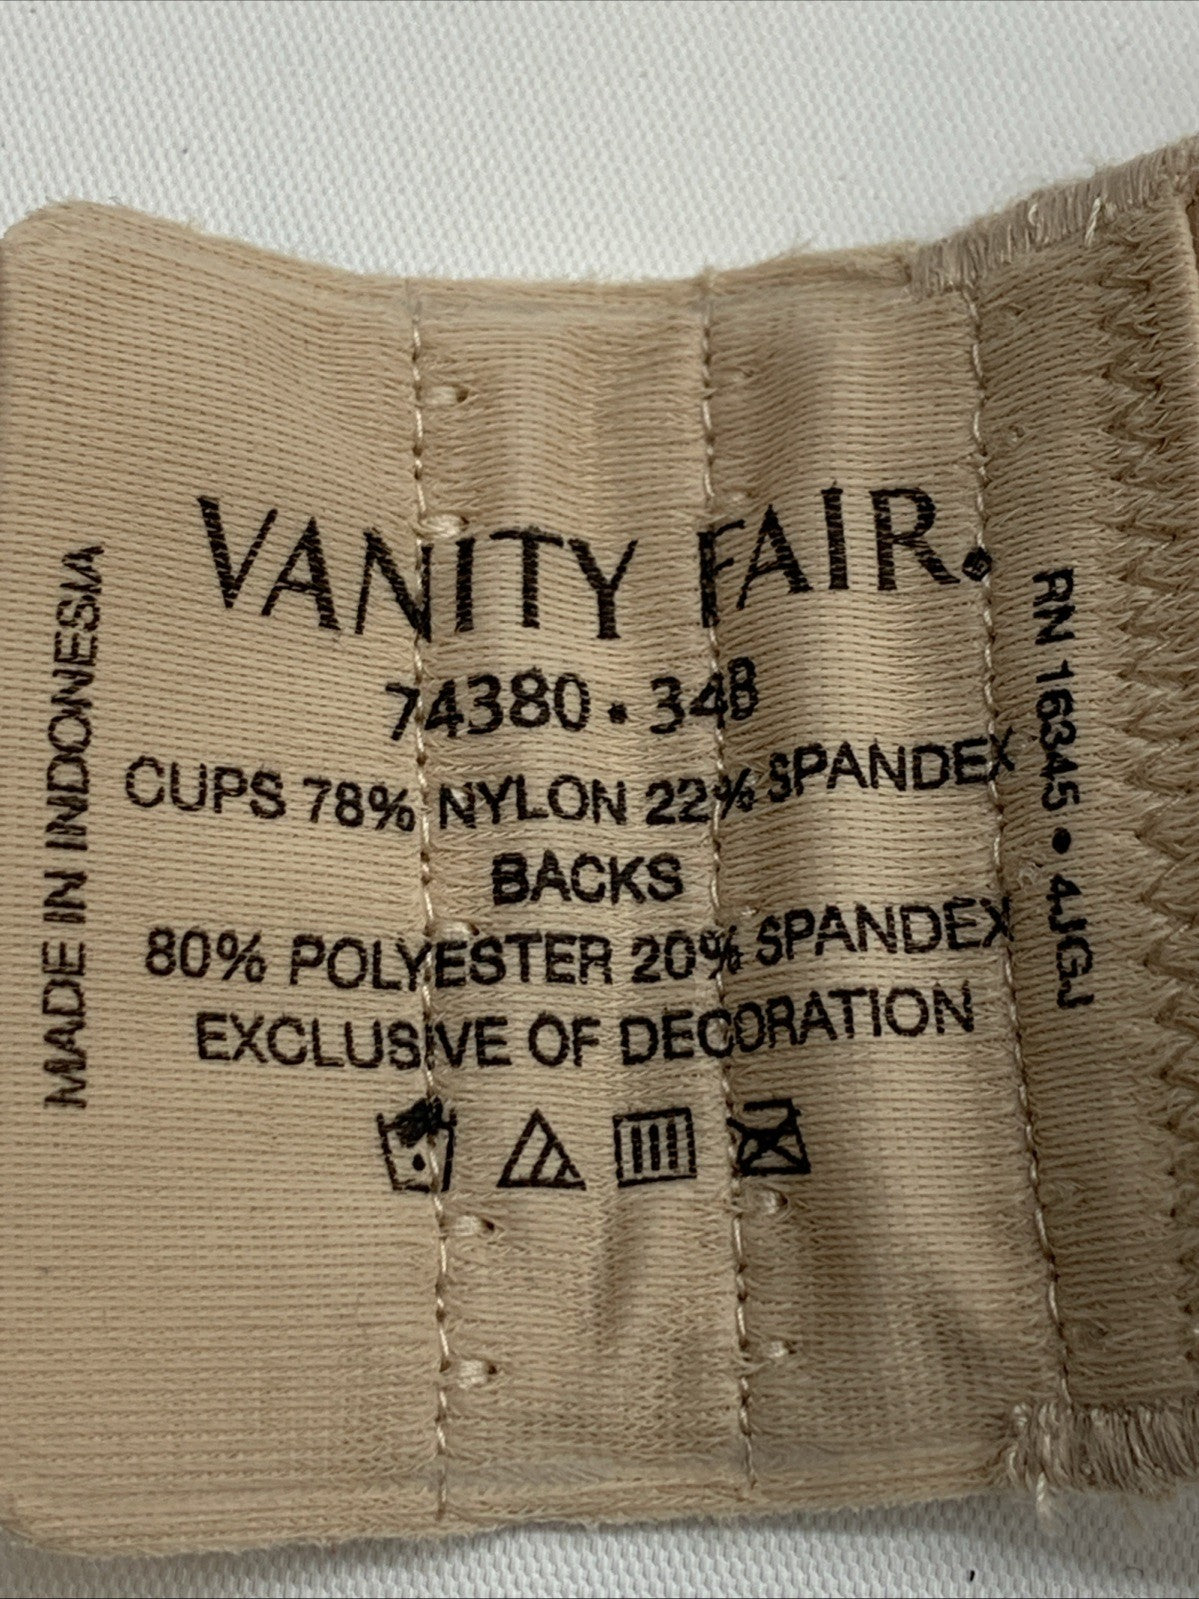 VANITY FAIR.
74380 • 34B
CUPS 78% NYLON 22% SPANDEX
BACKS
80% POLYESTER 20% SPANDEX
EXCLUSIVE OF DECORATION
MADE IN INDONESIA
RN 16345 • 4JGJ